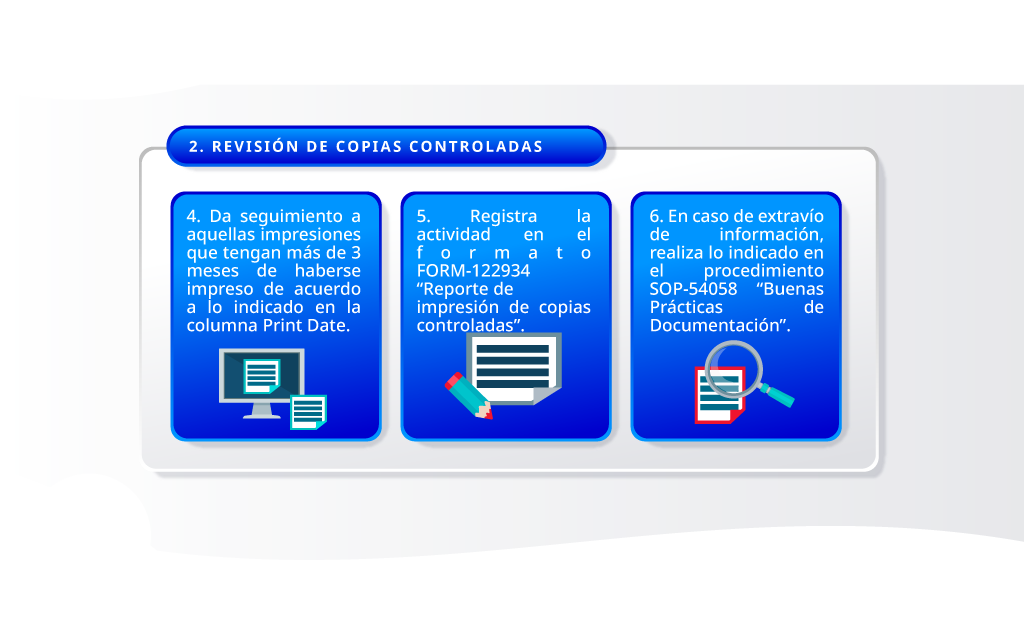 2. REVISIÓN DE COPIAS CONTROLADAS
4. Da seguimiento a
aquellas impresiones
que tengan más de 3
meses de haberse
impreso de acuerdo
a lo indicado en la
columna Print Date.
5. Registra la
actividad en el
formato
FORM-122934
“Reporte de
impresión de copias
controladas”.
6. En caso de extravío
de información,
realiza lo indicado en
el procedimiento
SOP-54058 “Buenas
Prácticas de
Documentación”.